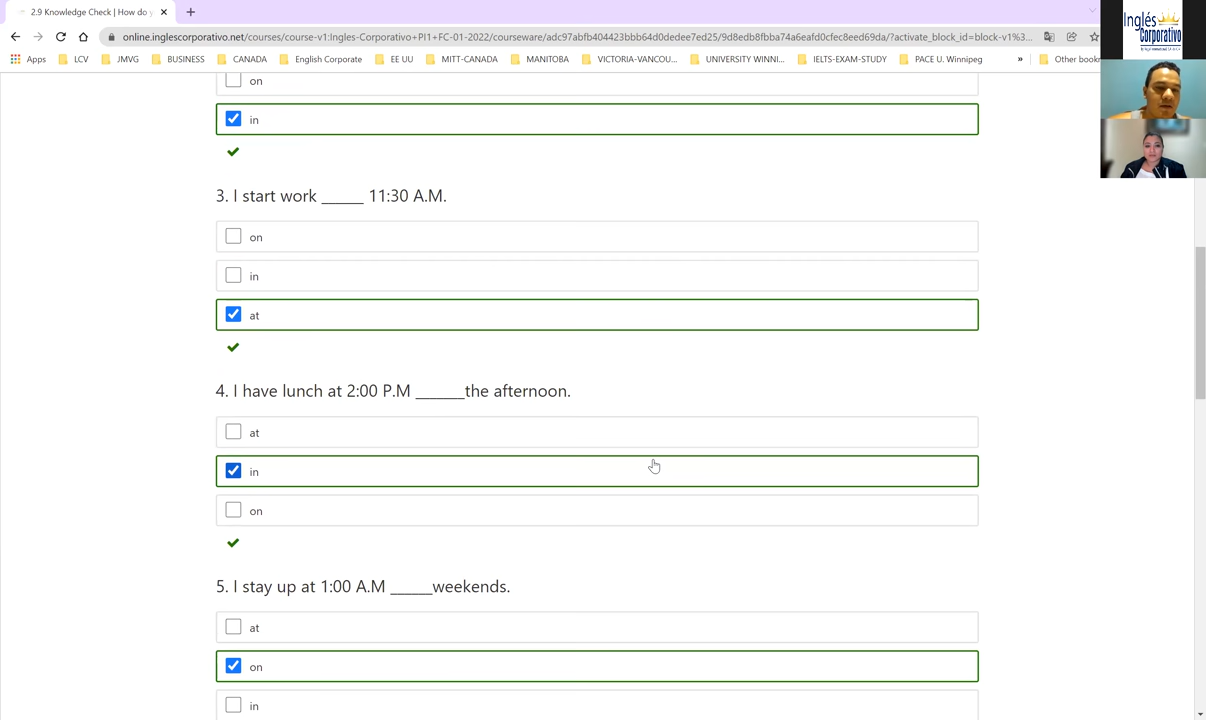 2.9 Knowledge Check | How do
online.inglescorporativo.net/courses/course-v1:Ingles-Corporativo+PI1+FC-01-2022/courseware/adc97abfb404423bbb64d0dedee7ed25/9d8edb8fbba74a6eafd0cfec8eed69da/?activate_block_id=block-v1%3...
Apps LCV JMVG BUSINESS CANADA English Corporate EE UU MITT-CANADA MANITOBA VICTORIA-VANCOU... UNIVERSITY WINNI... IELTS-EXAM-STUDY PACE U. Winnipeg » Other bookm
Inglés
Corporativo
on
in
3. I start work ______ 11:30 A.M.
on
in
at
4. I have lunch at 2:00 P.M _______the afternoon.
at
in
on
5. I stay up at 1:00 A.M ______weekends.
at
on
in